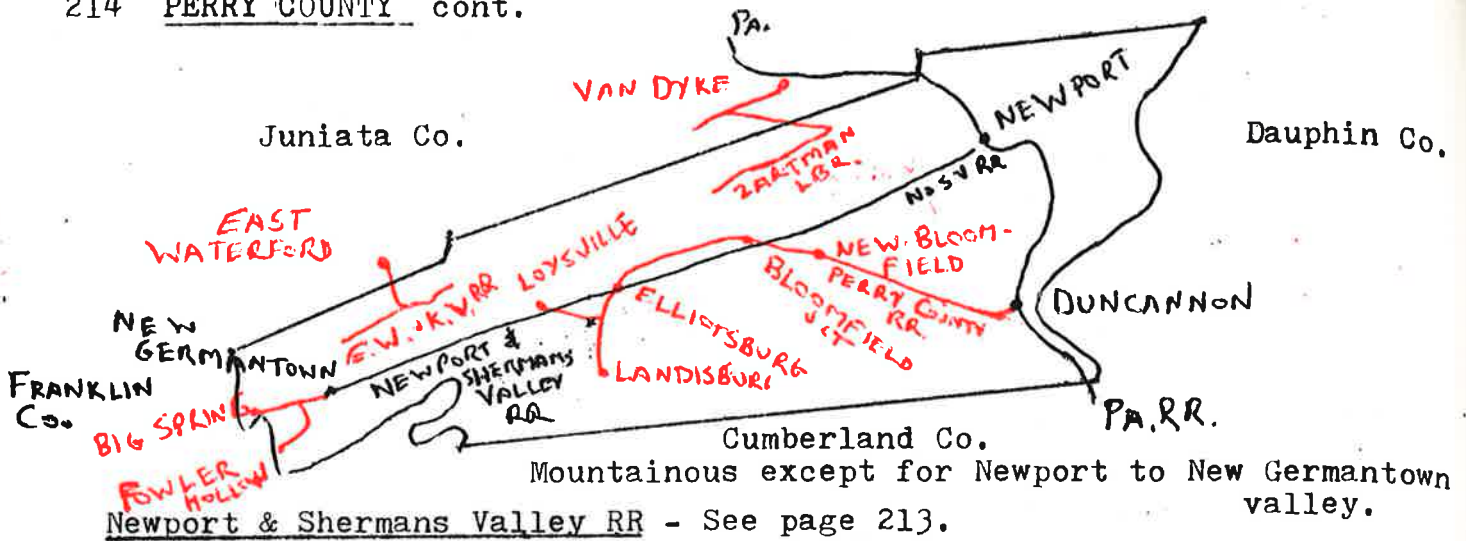 214 PERRY COUNTY cont.
PA.
VAN DYKE
NEWPORT
Juniata Co.
Dauphin Co.
ZARTMAN
LBR.
N&SV RR
EAST
WATERFORD
E.W. & K.V. RR
LOYSVILLE
NEW BLOOM-
FIELD
PERRY COUNTY
RR.
BLOOMFIELD
JCT
DUNCANNON
ELLIOTSBURG
LANDISBURG
NEW
GERMANTOWN
NEWPORT &
SHERMANS
VALLEY
RR
FRANKLIN
Co.
BIG SPRING
FOWLER
HOLLOW
PA.RR.
Cumberland Co.
Mountainous except for Newport to New Germantown
valley.
Newport & Shermans Valley RR - See page 213.